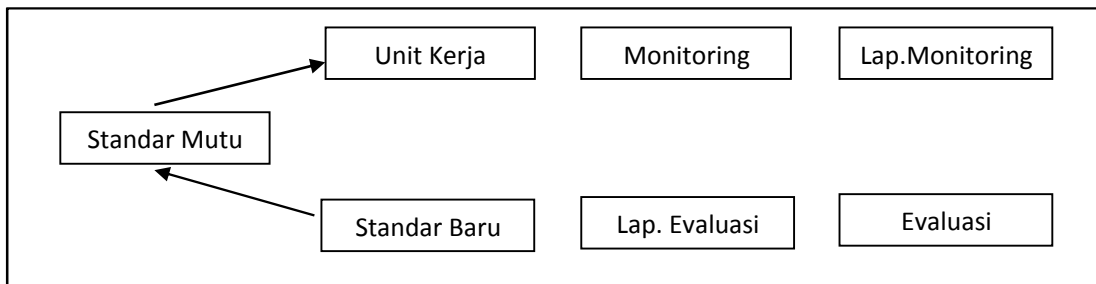 Unit Kerja
Monitoring
Lap.Monitoring
Standar Mutu
Standar Baru
Lap. Evaluasi
Evaluasi